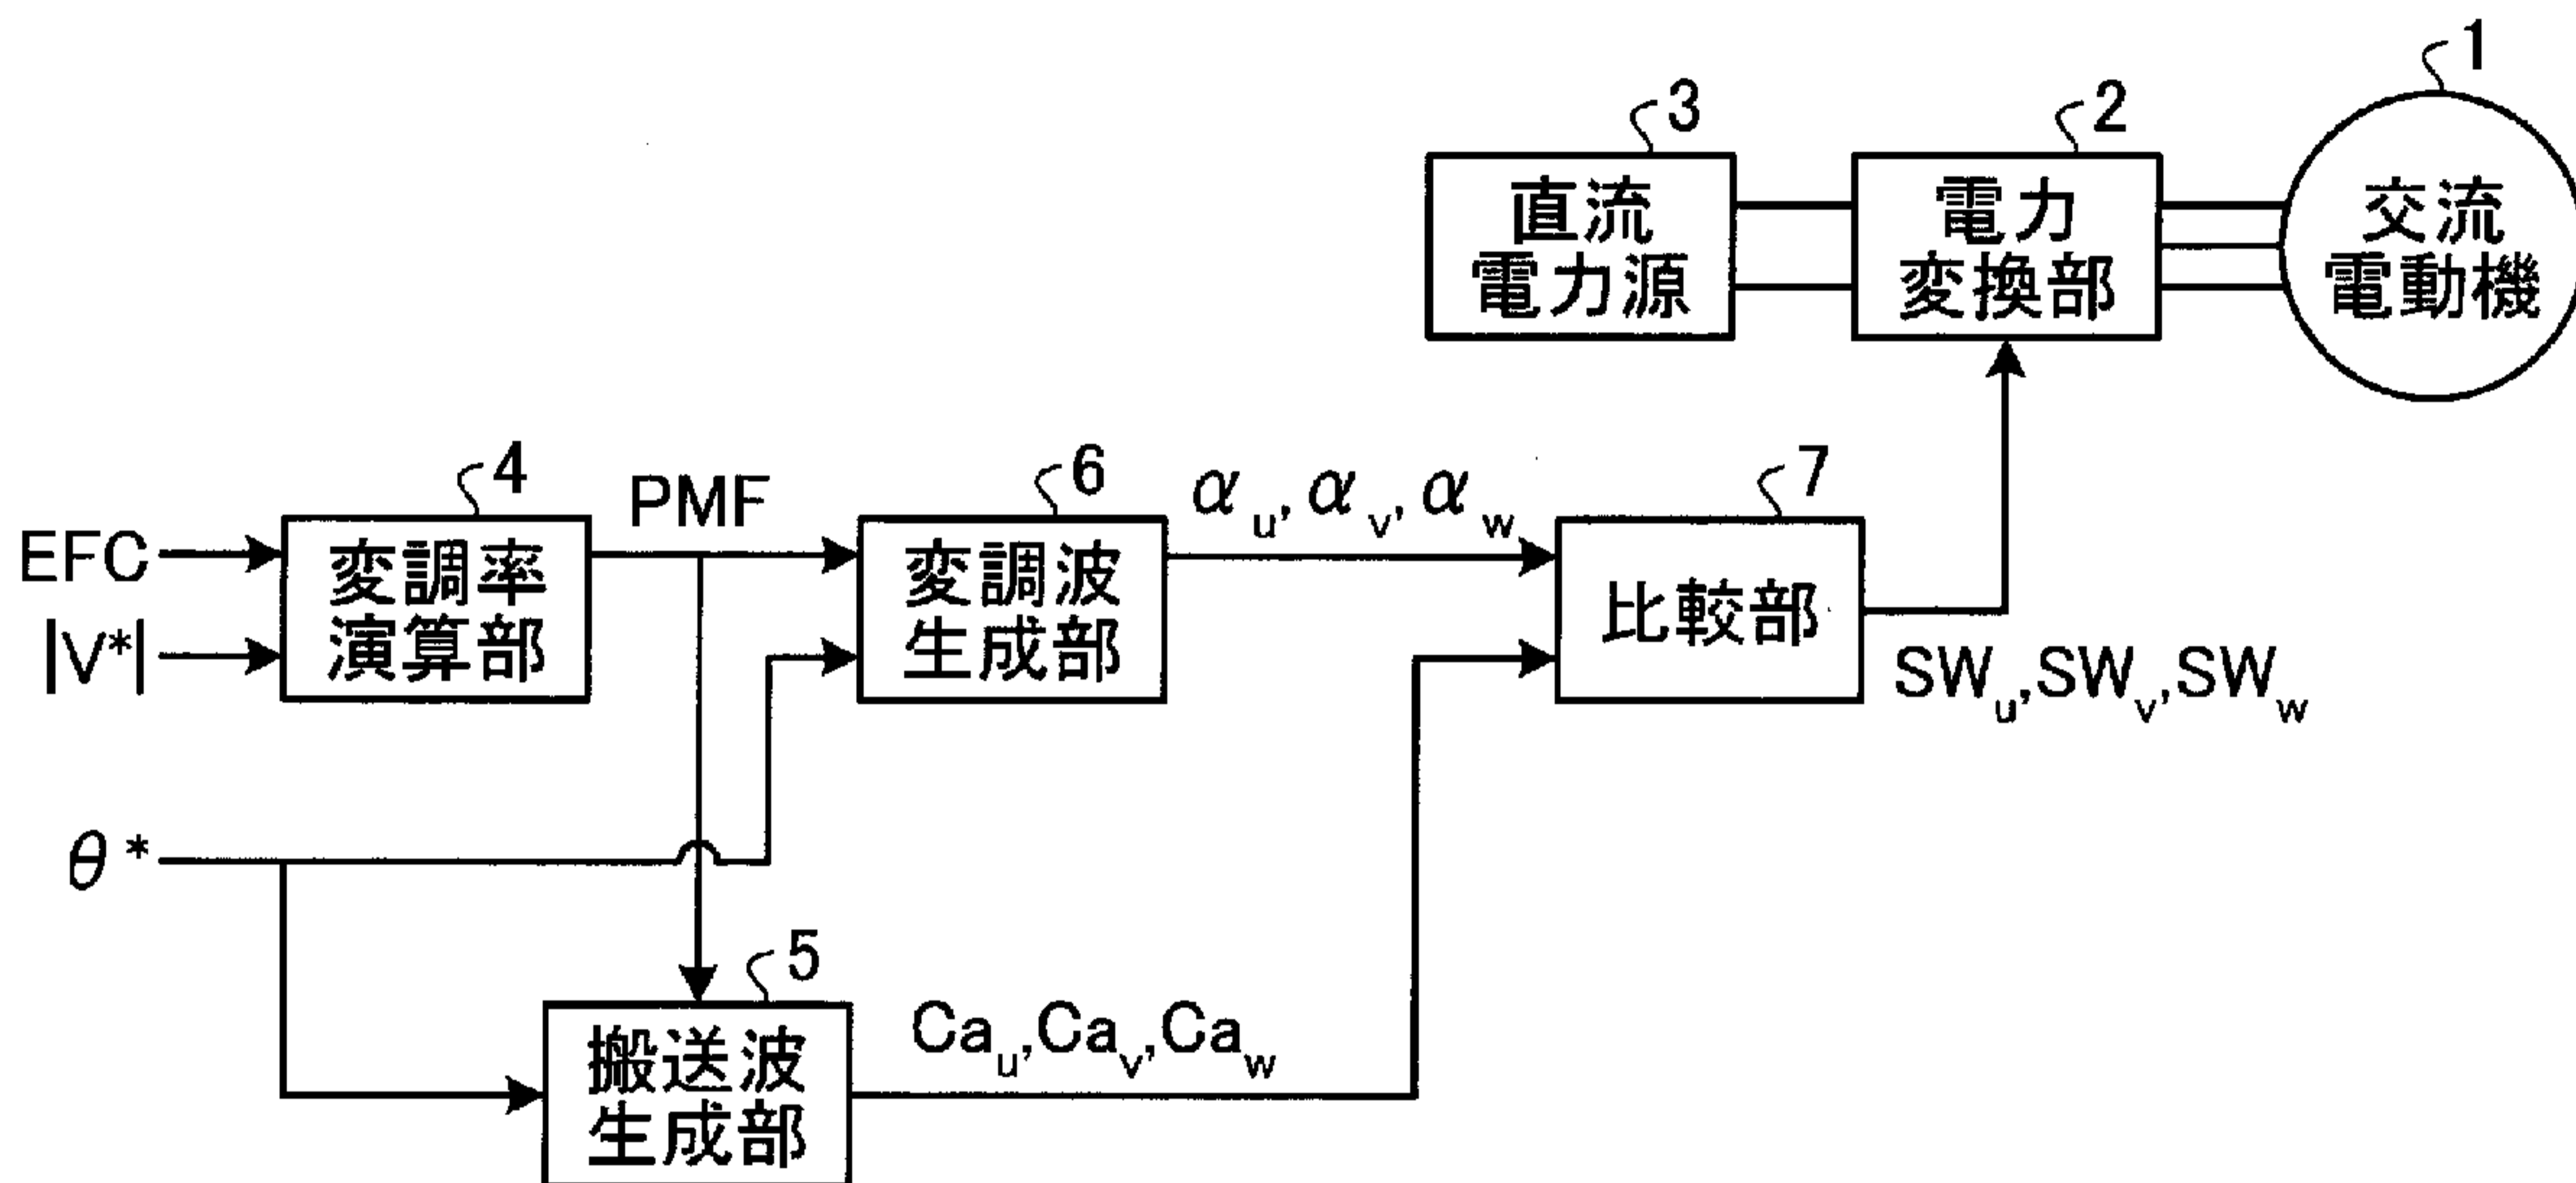 1
2
3
交流
電動機
電力
変換部
直流
電力源
4
PMF
6
α u, α v, α w
7
EFC
|V*|
変調率
演算部
変調波
生成部
比較部
SWu,SWv,SWw
θ*
5
搬送波
生成部
Cau,Cav,Caw